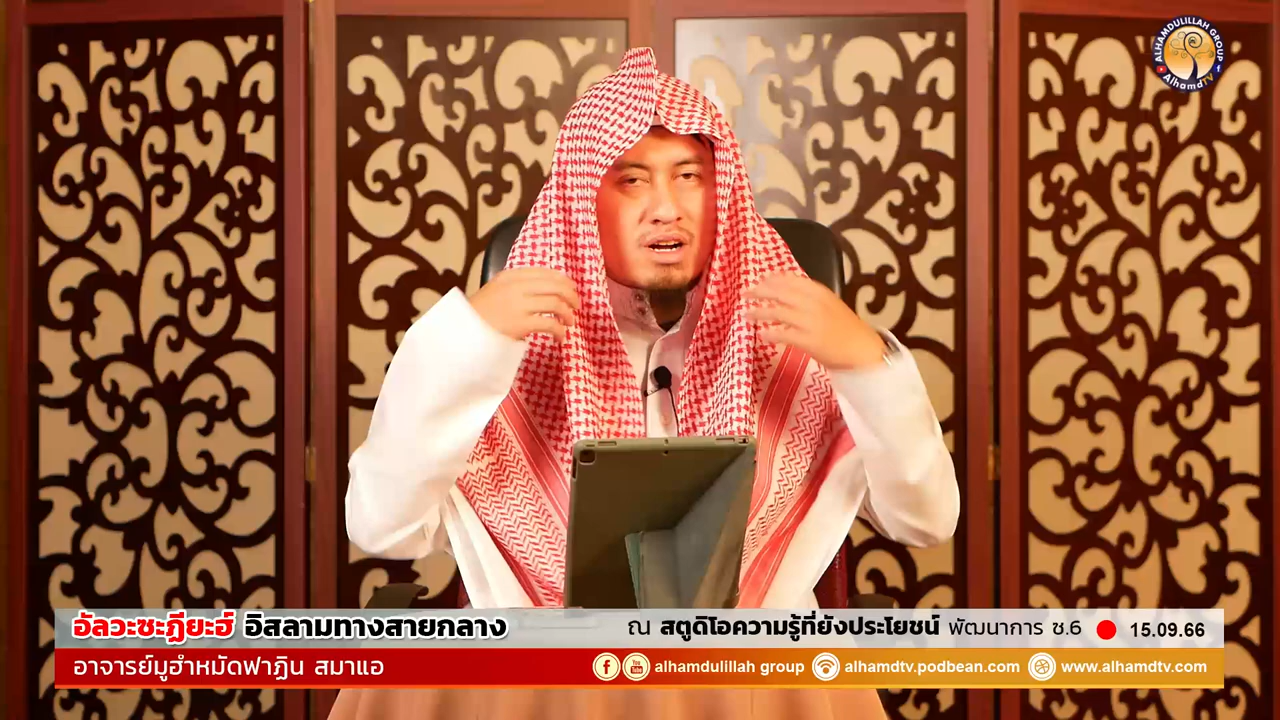 ALHAMDULILLAH GROUP
AlhamdTV
อัลวะซะฏียะฮ์ อิสลามทางสายกลาง
ณ สตูดิโอความรู้ที่ยังประโยชน์ พัฒนาการ ซ.6 15.09.66
อาจารย์มูฮำหมัดฟาฏิน สมาแอ
alhamdulillah group alhamdtv.podbean.com www.alhamdtv.com